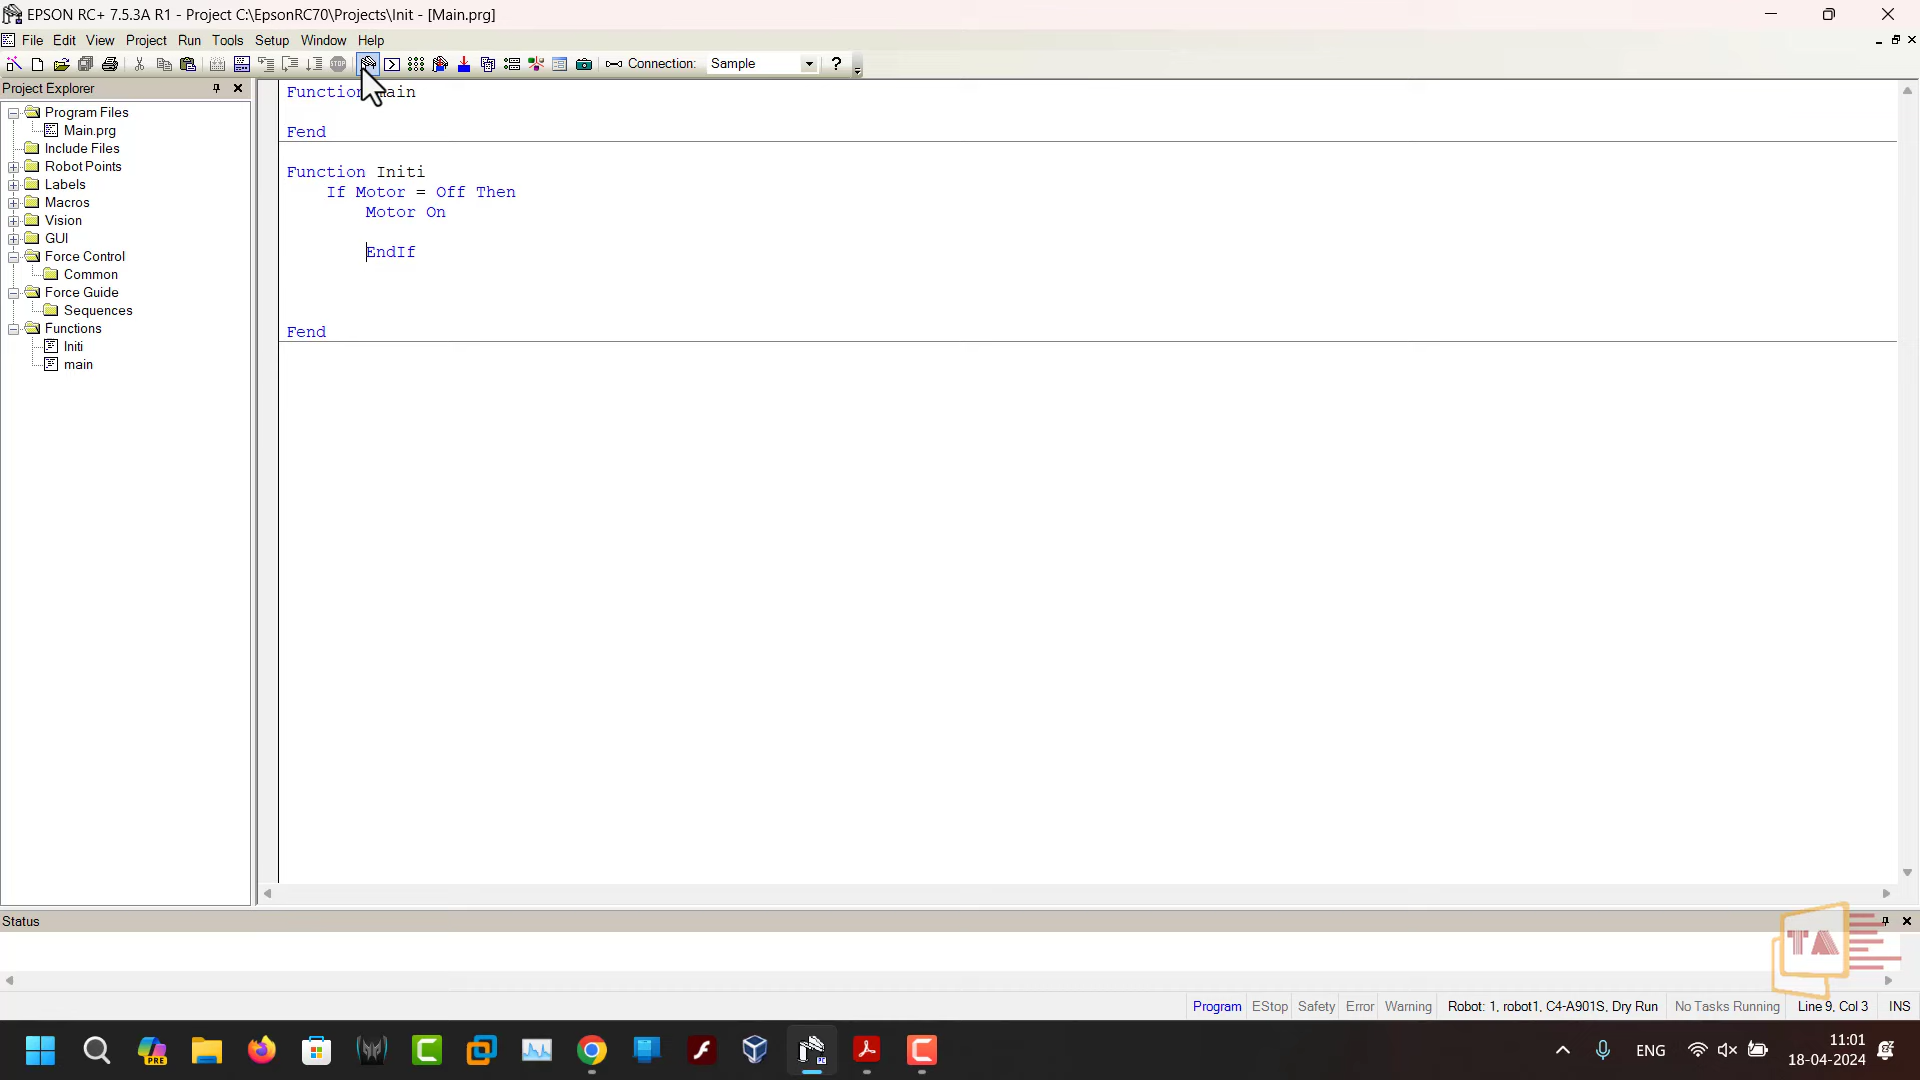 EPSON RC+ 7.5.3A R1 - Project C:\EpsonRC70\Projects\Init - [Main.prg]
File Edit View Project Run Tools Setup Window Help
Connection: Sample
Project Explorer
Program Files
Main.prg
Include Files
Robot Points
Labels
Macros
Vision
GUI
Force Control
Common
Force Guide
Sequences
Functions
Initi
main
Function main
Fend
Function Initi
If Motor = Off Then
Motor On
EndIf
Fend
Status
TA
Program EStop Safety Error Warning Robot: 1, robot1, C4-A901S, Dry Run No Tasks Running Line 9, Col 3 INS
PRE
ENG
11:01
18-04-2024